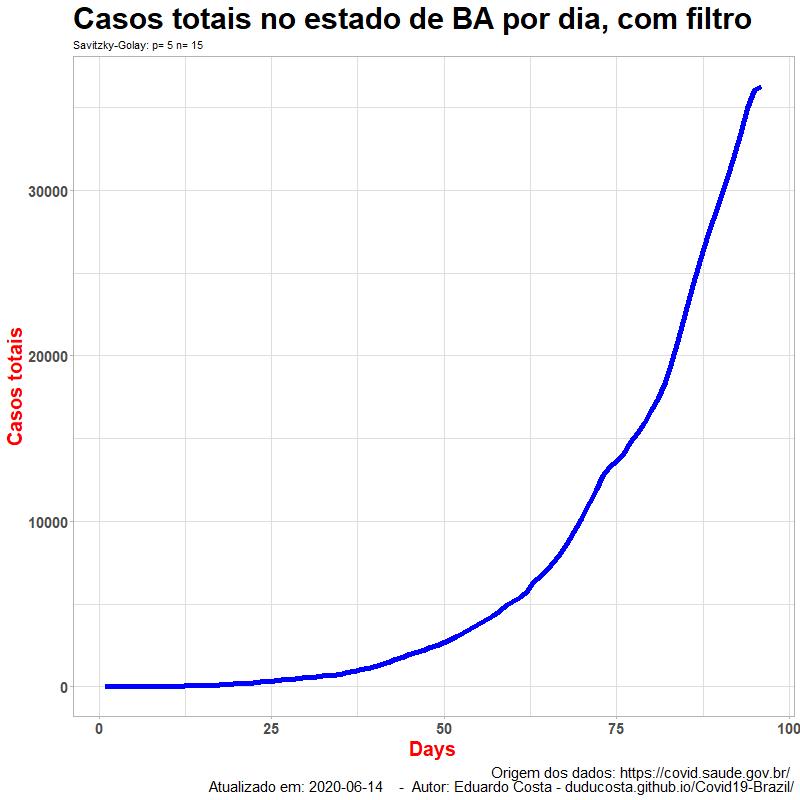 Casos totais no estado de BA por dia, com filtro
Savitzky-Golay: p= 5 n= 15
Casos totais
30000
20000
10000
0
0 25 50 75 100
Days
Origem dos dados: https://covid.saude.gov.br/
Atualizado em: 2020-06-14 - Autor: Eduardo Costa - duducosta.github.io/Covid19-Brazil/